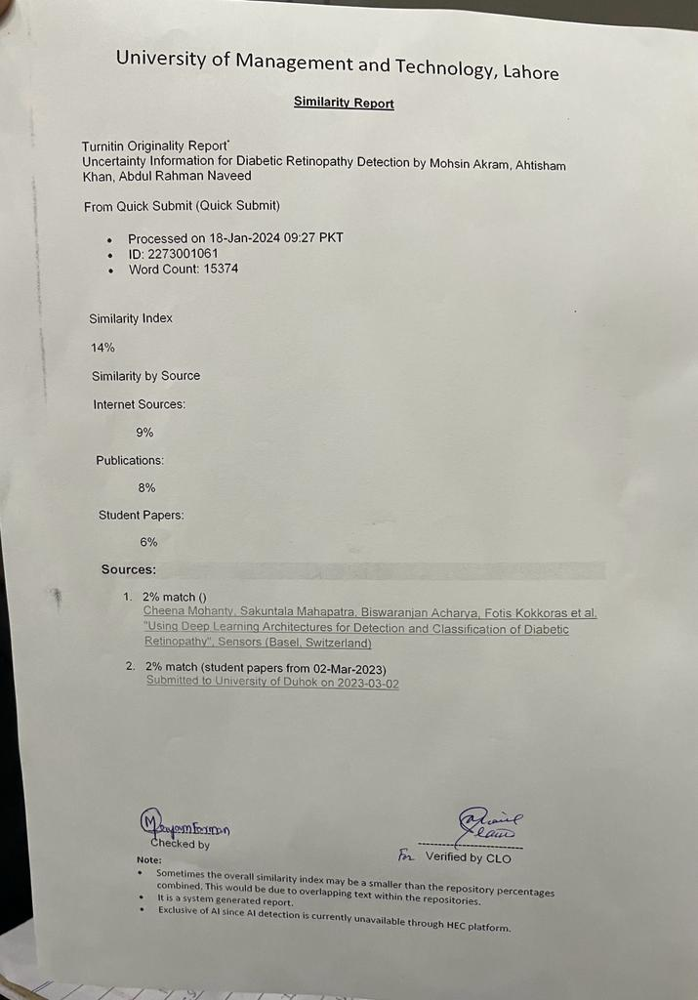 University of Management and Technology, Lahore
Similarity Report
Turnitin Originality Report*
Uncertainty Information for Diabetic Retinopathy Detection by Mohsin Akram, Ahtisham
Khan, Abdul Rahman Naveed
From Quick Submit (Quick Submit)
• Processed on 18-Jan-2024 09:27 PKT
• ID: 2273001061
• Word Count: 15374
Similarity Index
14%
Similarity by Source
Internet Sources:
9%
Publications:
8%
Student Papers:
6%
Sources:
1. 2% match ()
Cheena Mohanty, Sakuntala Mahapatra, Biswaranjan Acharya, Fotis Kokkoras et al.
"Using Deep Learning Architectures for Detection and Classification of Diabetic
Retinopathy", Sensors (Basel, Switzerland)
2. 2% match (student papers from 02-Mar-2023)
Submitted to University of Duhok on 2023-03-02
Checked by
For Verified by CLO
Note:
• Sometimes the overall similarity index may be a smaller than the repository percentages
combined. This would be due to overlapping text within the repositories.
• It is a system generated report.
• Exclusive of AI since AI detection is currently unavailable through HEC platform.